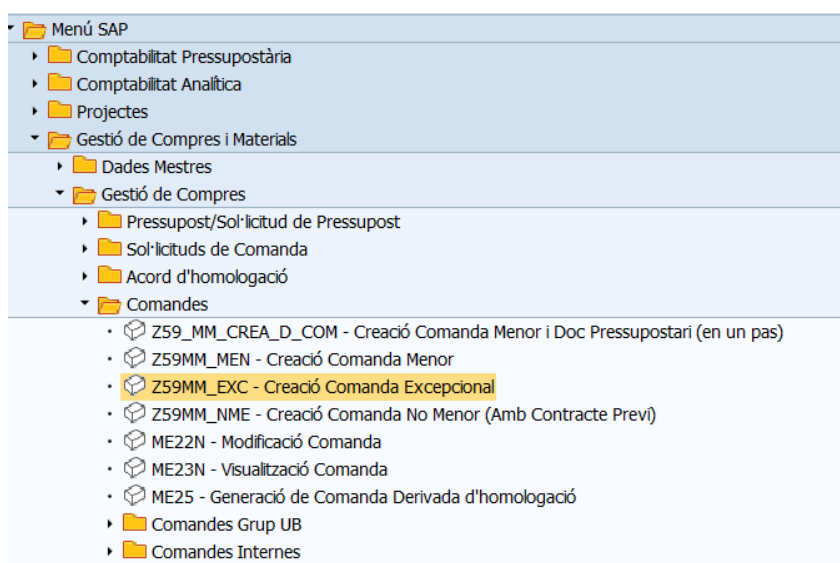 Menú SAP
Comptabilitat Pressupostària
Comptabilitat Analítica
Projectes
Gestió de Compres i Materials
Dades Mestres
Gestió de Compres
Pressupost/Sol·licitud de Pressupost
Sol·licituds de Comanda
Acord d'homologació
Comandes
Z59_MM_CREA_D_COM - Creació Comanda Menor i Doc Pressupostari (en un pas)
Z59MM_MEN - Creació Comanda Menor
Z59MM_EXC - Creació Comanda Excepcional
Z59MM_NME - Creació Comanda No Menor (Amb Contracte Previ)
ME22N - Modificació Comanda
ME23N - Visualització Comanda
ME25 - Generació de Comanda Derivada d'homologació
Comandes Grup UB
Comandes Internes